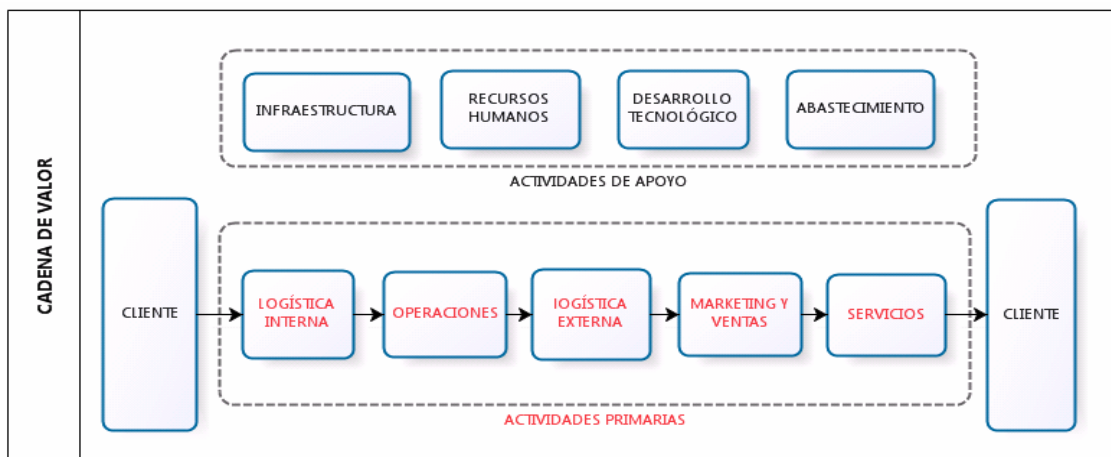 CADENA DE VALOR
INFRAESTRUCTURA
RECURSOS
HUMANOS
DESARROLLO
TECNOLÓGICO
ABASTECIMIENTO
ACTIVIDADES DE APOYO
CLIENTE
LOGÍSTICA
INTERNA
OPERACIONES
lOGÍSTICA
EXTERNA
MARKETING Y
VENTAS
SERVICIOS
CLIENTE
ACTIVIDADES PRIMARIAS